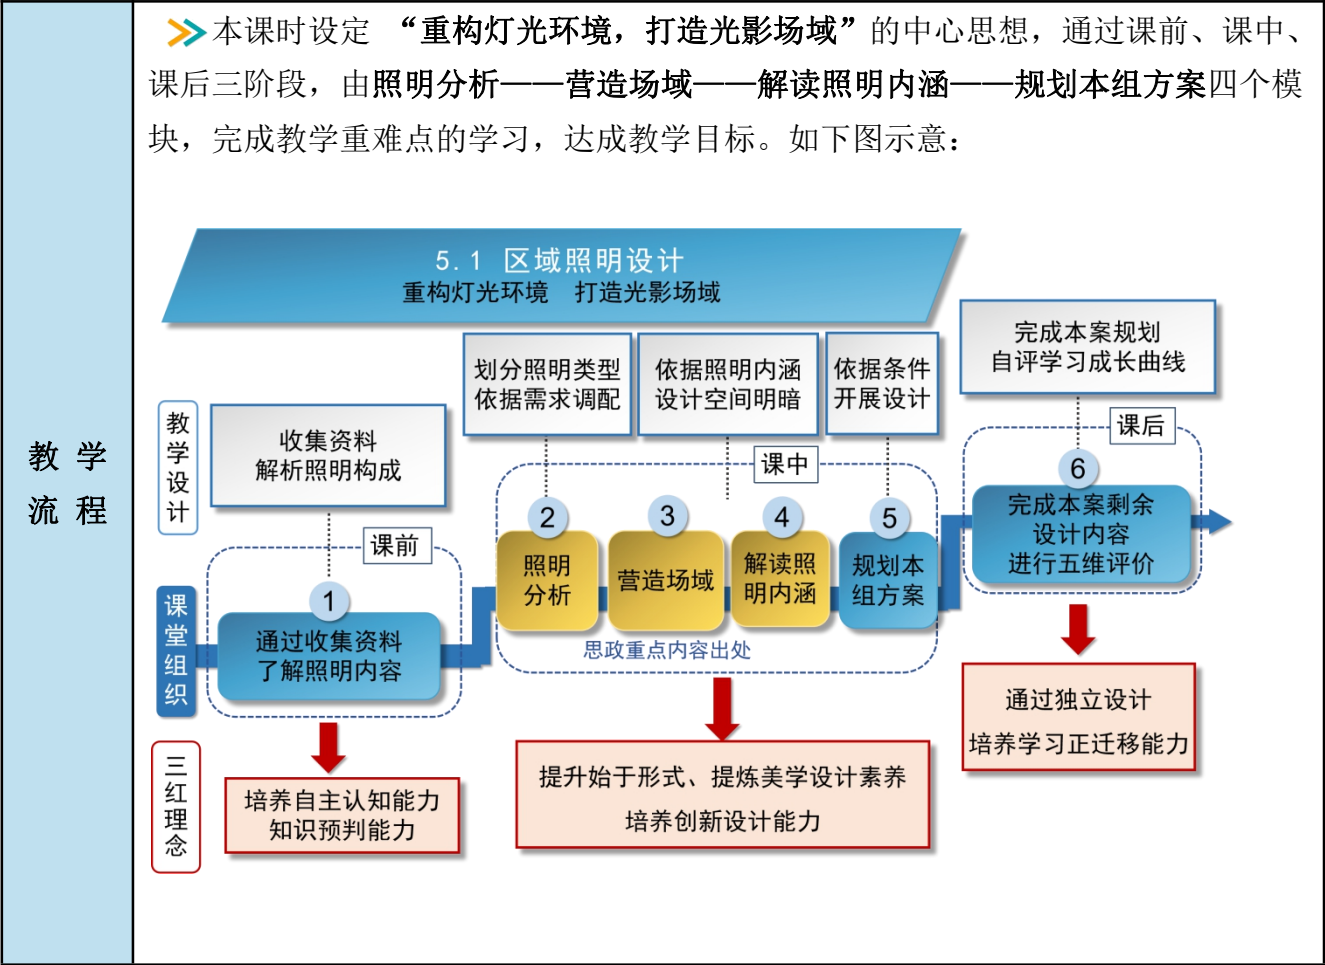 本课时设定 “重构灯光环境，打造光影场域”的中心思想，通过课前、课中、
课后三阶段，由照明分析——营造场域——解读照明内涵——规划本组方案四个模
块，完成教学重难点的学习，达成教学目标。如下图示意：
教 学
流 程
5.1 区域照明设计
重构灯光环境 打造光影场域
教学设计
收集资料
解析照明构成
划分照明类型
依据需求调配
依据照明内涵
设计空间明暗
依据条件
开展设计
完成本案规划
自评学习成长曲线
课前
课中
课后
课堂组织
1
通过收集资料
了解照明内容
2
照明
分析
3
营造场域
4
解读照
明内涵
5
规划本
组方案
思政重点内容出处
6
完成本案剩余
设计内容
进行五维评价
三红理念
培养自主认知能力
知识预判能力
提升始于形式、提炼美学设计素养
培养创新设计能力
通过独立设计
培养学习正迁移能力